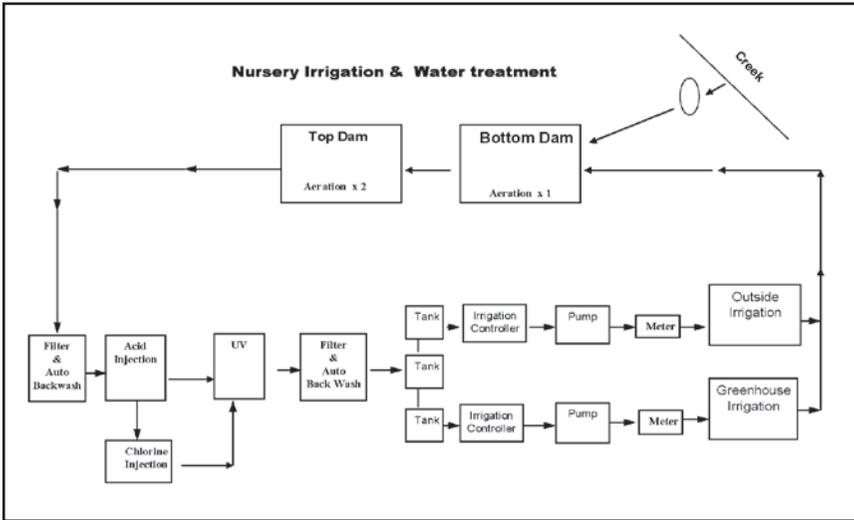 Nursery Irrigation & Water treatment
Creek
Top Dam
Aeration x 2
Bottom Dam
Aeration x 1
Filter
&
Auto
Backwash
Acid
Injection
Chlorine
Injection
UV
Filter
&
Auto
Back Wash
Tank
Tank
Tank
Irrigation
Controller
Pump
Meter
Outside
Irrigation
Irrigation
Controller
Pump
Meter
Greenhouse
Irrigation